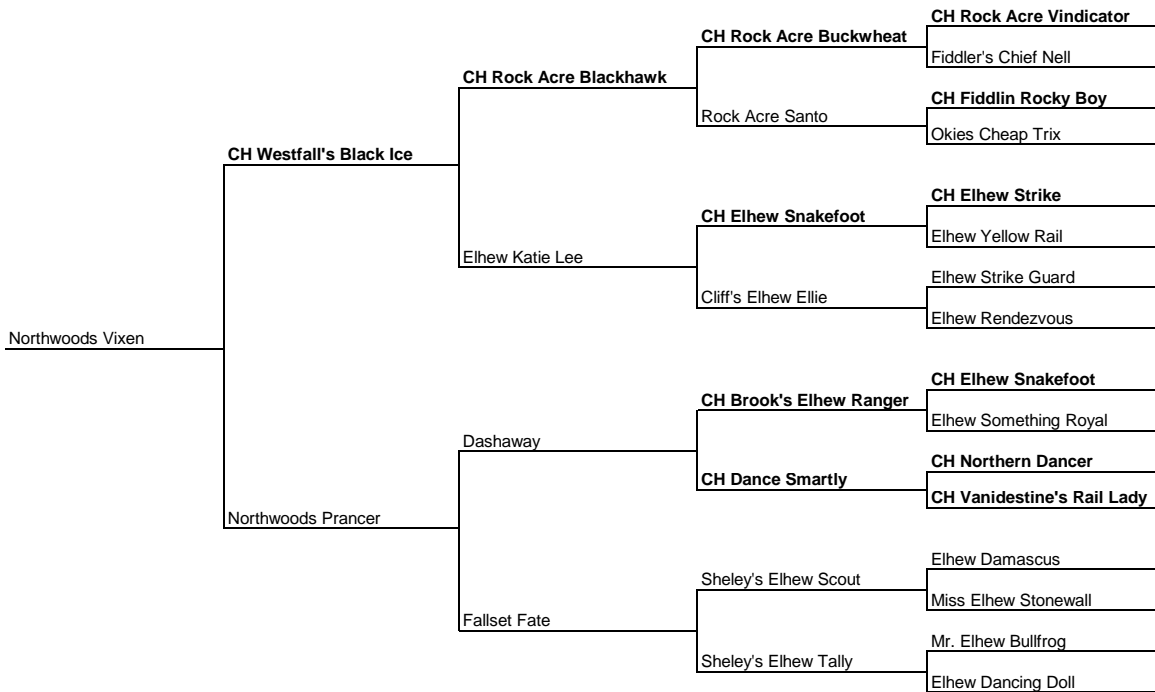 CH Rock Acre Vindicator
CH Rock Acre Buckwheat
Fiddler's Chief Nell
CH Rock Acre Blackhawk
CH Fiddlin Rocky Boy
Rock Acre Santo
Okies Cheap Trix
CH Westfall's Black Ice
CH Elhew Strike
CH Elhew Snakefoot
Elhew Yellow Rail
Elhew Katie Lee
Elhew Strike Guard
Cliff's Elhew Ellie
Elhew Rendezvous
Northwoods Vixen
CH Elhew Snakefoot
CH Brook's Elhew Ranger
Elhew Something Royal
Dashaway
CH Northern Dancer
CH Dance Smartly
CH Vanidestine's Rail Lady
Northwoods Prancer
Elhew Damascus
Sheley's Elhew Scout
Miss Elhew Stonewall
Fallset Fate
Mr. Elhew Bullfrog
Sheley's Elhew Tally
Elhew Dancing Doll